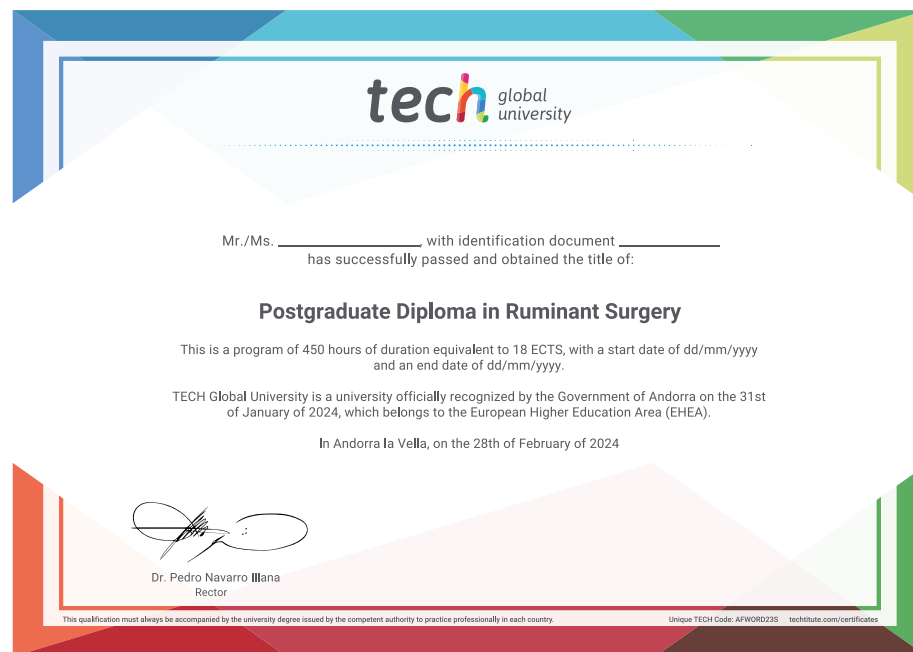 tech global
university
Mr./Ms. ____________, with identification document ____________
has successfully passed and obtained the title of:
Postgraduate Diploma in Ruminant Surgery
This is a program of 450 hours of duration equivalent to 18 ECTS, with a start date of dd/mm/yyyy
and an end date of dd/mm/yyyy.
TECH Global University is a university officially recognized by the Government of Andorra on the 31st
of January of 2024, which belongs to the European Higher Education Area (EHEA).
In Andorra la Vella, on the 28th of February of 2024
Dr. Pedro Navarro Illana
Rector
This qualification must always be accompanied by the university degree issued by the competent authority to practice professionally in each country.
Unique TECH Code: AFWORD23S techtitute.com/certificates